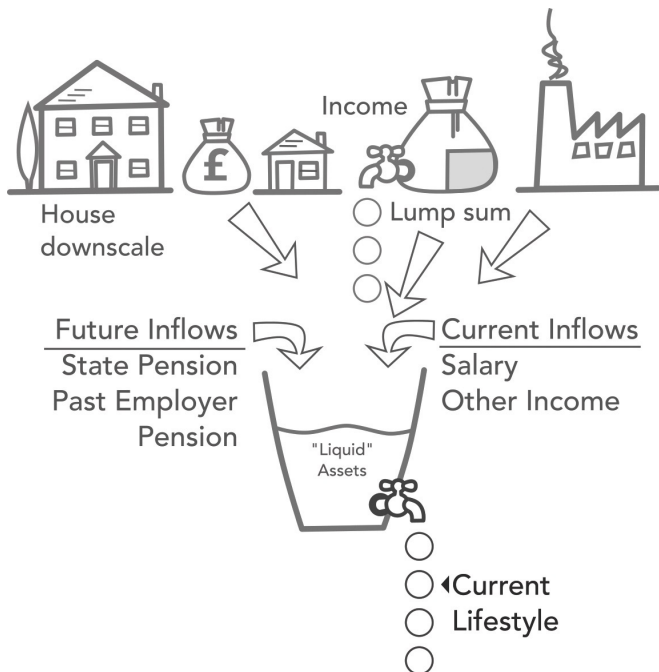 Income
£
House
downscale
Lump sum
Future Inflows
State Pension
Past Employer
Pension
Current Inflows
Salary
Other Income
"Liquid"
Assets
Current
Lifestyle